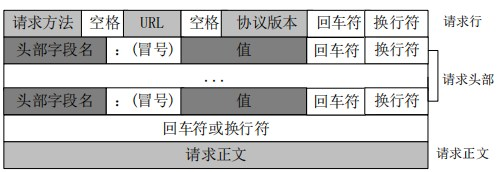 请求方法 空格 URL 空格 协议版本 回车符 换行符 请求行
头部字段名 :(冒号) 值 回车符 换行符
... 请求头部
头部字段名 :(冒号) 值 回车符 换行符
回车符或换行符
请求正文 请求正文